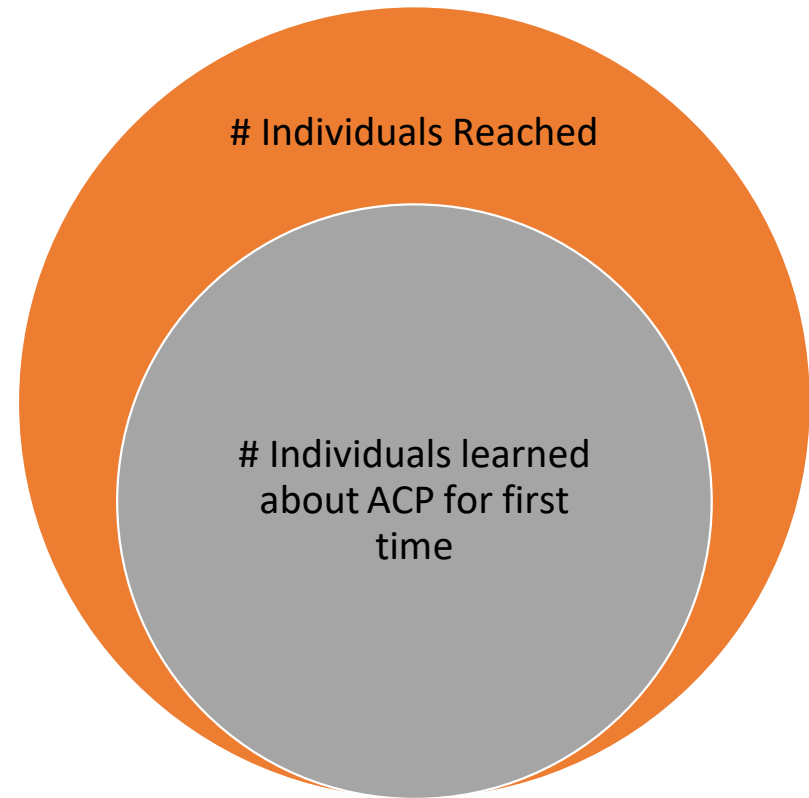 # Individuals Reached
# Individuals learned
about ACP for first
time